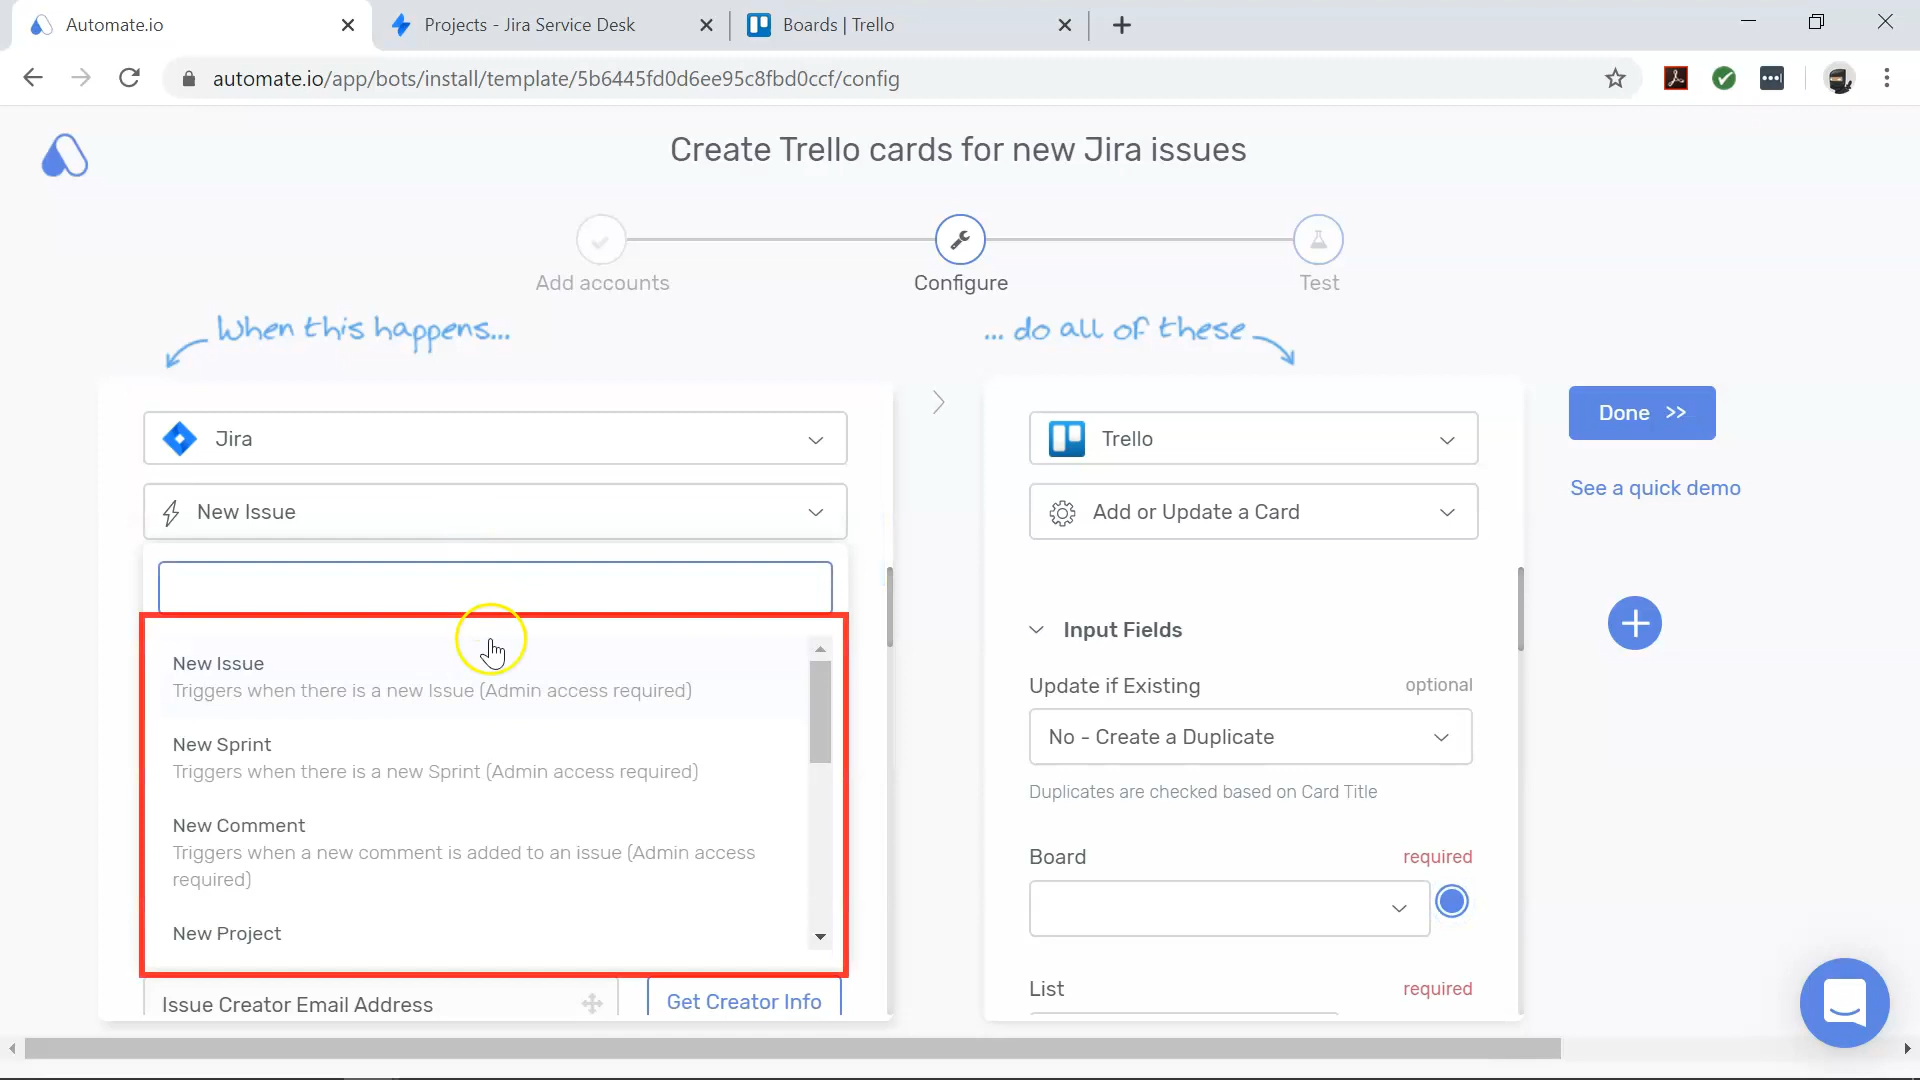 Automate.io
Projects - Jira Service Desk
Boards | Trello
automate.io/app/bots/install/template/5b6445fd0d6ee95c8fbd0ccf/config
Create Trello cards for new Jira issues
Add accounts
Configure
Test
When this happens...
... do all of these
Jira
New Issue
New Issue
Triggers when there is a new Issue (Admin access required)
New Sprint
Triggers when there is a new Sprint (Admin access required)
New Comment
Triggers when a new comment is added to an issue (Admin access
required)
New Project
Issue Creator Email Address
Get Creator Info
Trello
Add or Update a Card
Input Fields
Update if Existing
optional
No - Create a Duplicate
Duplicates are checked based on Card Title
Board
required
List
required
Done >>
See a quick demo